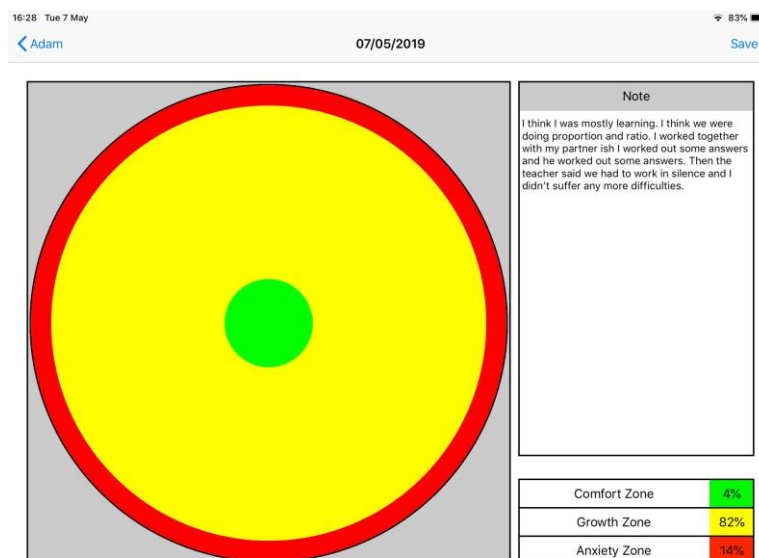 16:28 Tue 7 May
83%
Adam
07/05/2019
Save
Note
I think I was mostly learning. I think we were
doing proportion and ratio. I worked together
with my partner ish I worked out some answers
and he worked out some answers. Then the
teacher said we had to work in silence and I
didn't suffer any more difficulties.
Comfort Zone 4%
Growth Zone 82%
Anxiety Zone 14%